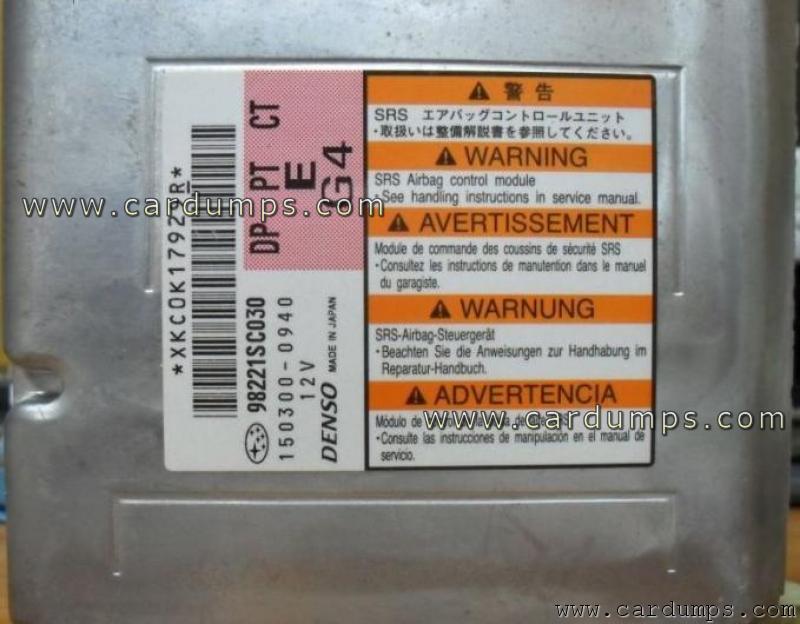 *XKC0K1792
DP-PT CT
E
G4
98221SC030
150300-0940
12V
DENSO MADE IN JAPAN
警告
SRS エアバッグコントロールユニット
・取扱いは整備解説書を参照してください。
WARNING
SRS Airbag control module
・See handling instructions in service manual.
AVERTISSEMENT
Module de commande des coussins de sécurité SRS
・Consultez les instructions de manutention dans le manuel
du garagiste.
WARNUNG
SRS-Airbag-Steuergerät
・Beachten Sie die Anweisungen zur Handhabung im
Reparatur-Handbuch.
ADVERTENCIA
Módulo de
・Consulte las instrucciones de manipulación en el manual de
servicio.
www.cardumps.com
www.cardumps.com
www.cardumps.com